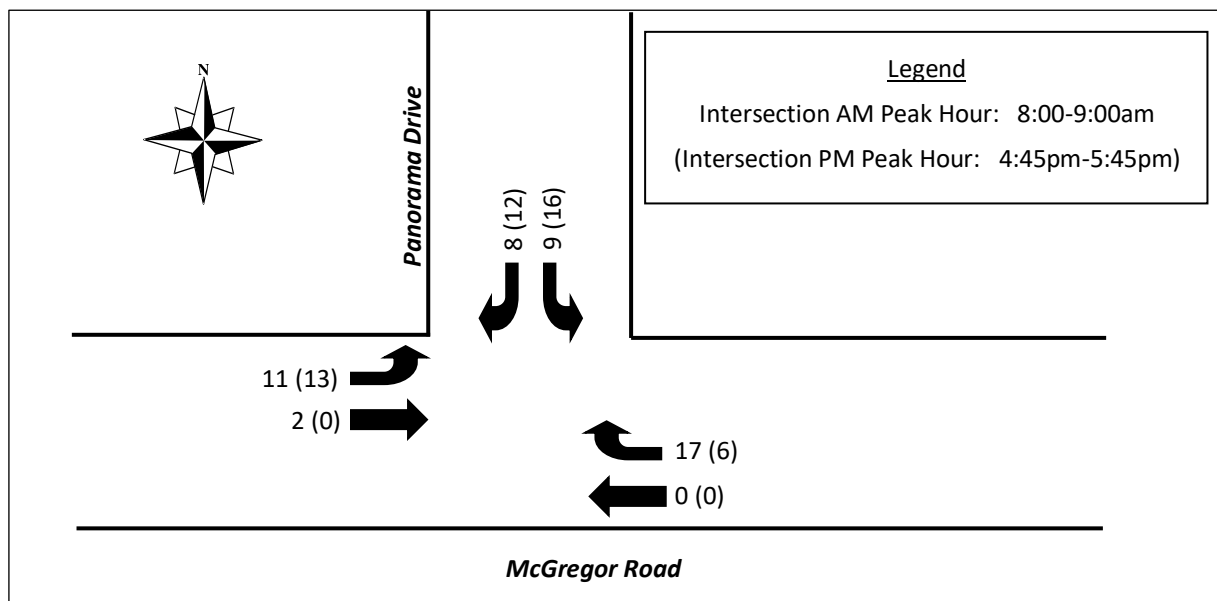 N
Panorama Drive
Legend
Intersection AM Peak Hour: 8:00-9:00am
(Intersection PM Peak Hour: 4:45pm-5:45pm)
8 (12)
9 (16)
11 (13)
2 (0)
17 (6)
0 (0)
McGregor Road